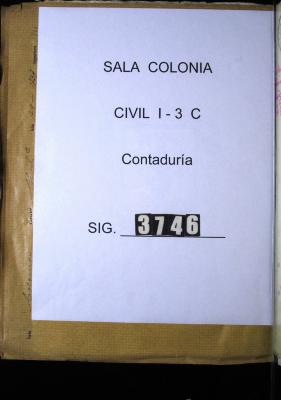 SALA COLONIA
CIVIL I - 3 C
Contaduría
SIG. 3746